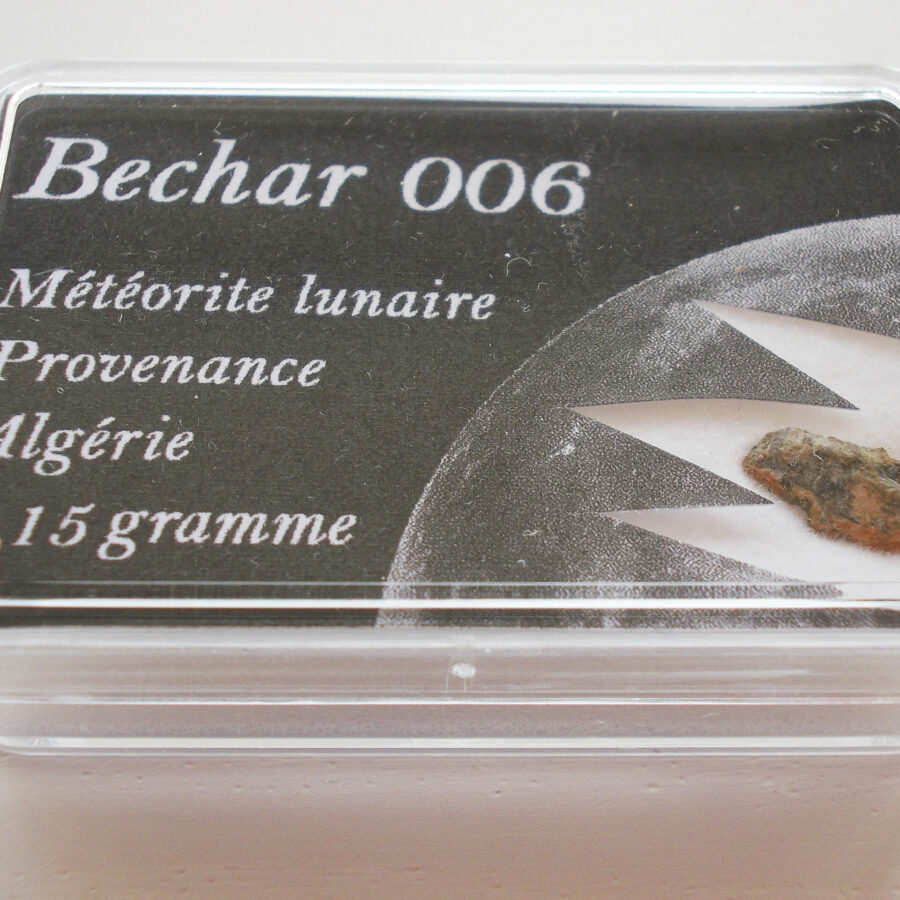 Bechar 006
Météorite lunaire
Provenance
Algérie
,15 gramme